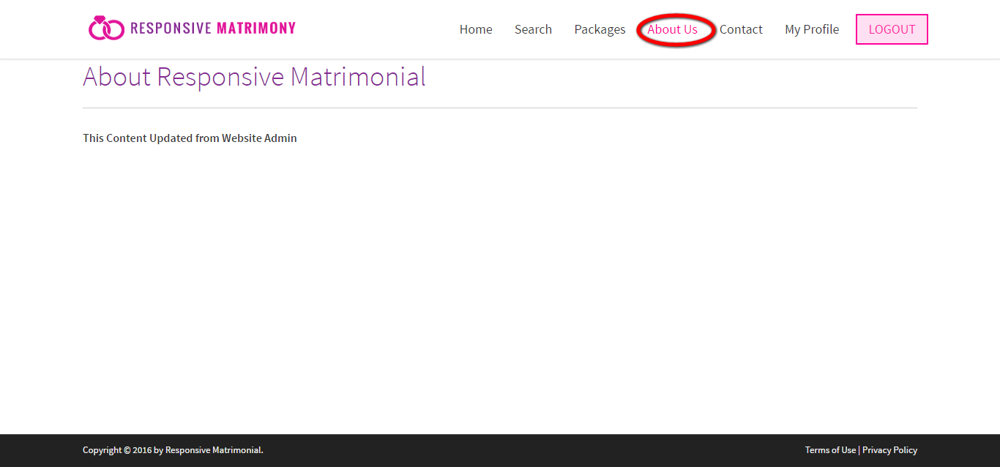 RESPONSIVE MATRIMONY
Home Search Packages About Us Contact My Profile LOGOUT
About Responsive Matrimonial
This Content Updated from Website Admin
Copyright © 2016 by Responsive Matrimonial.
Terms of Use | Privacy Policy